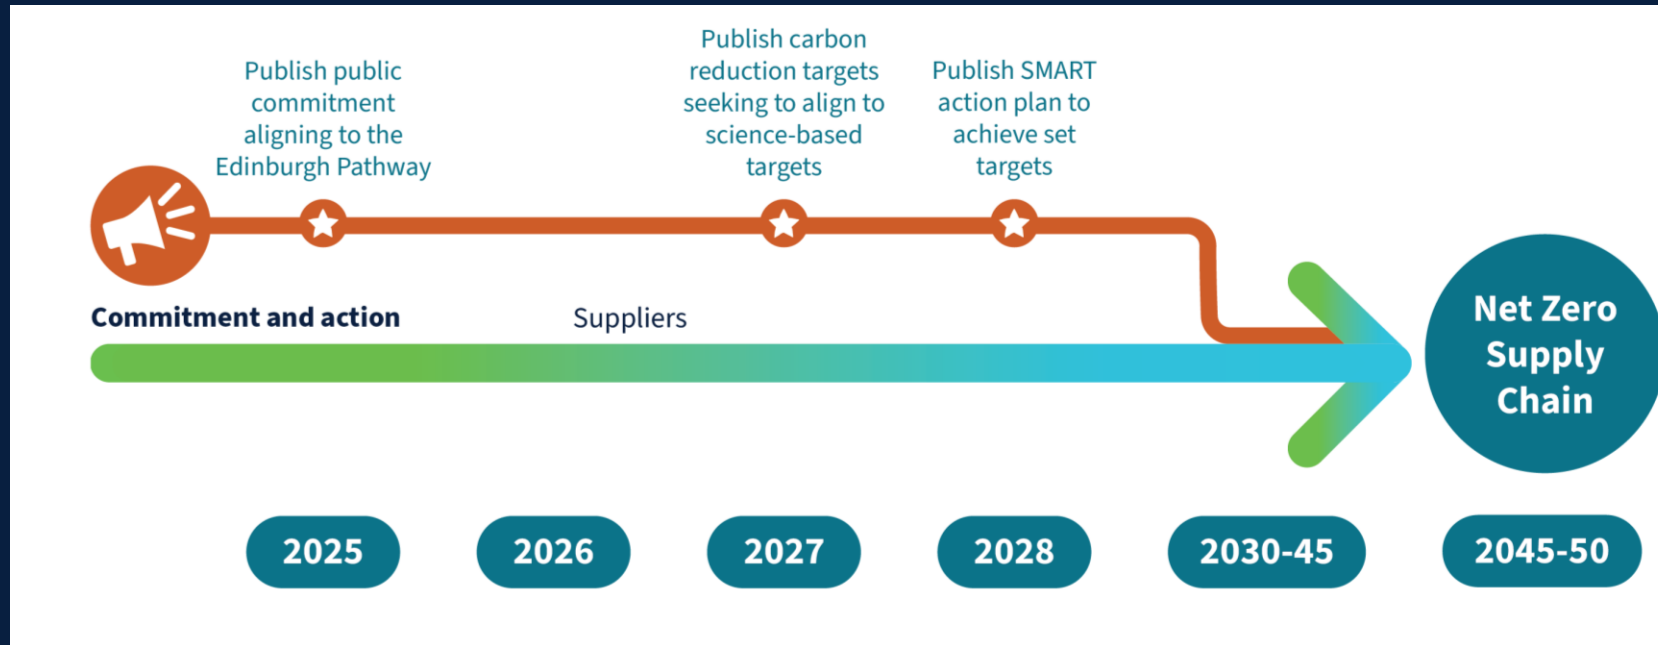 Publish public
commitment
aligning to the
Edinburgh Pathway
Publish carbon
reduction targets
seeking to align to
science-based
targets
Publish SMART
action plan to
achieve set
targets
Commitment and action
Suppliers
Net Zero
Supply
Chain
2025
2026
2027
2028
2030-45
2045-50